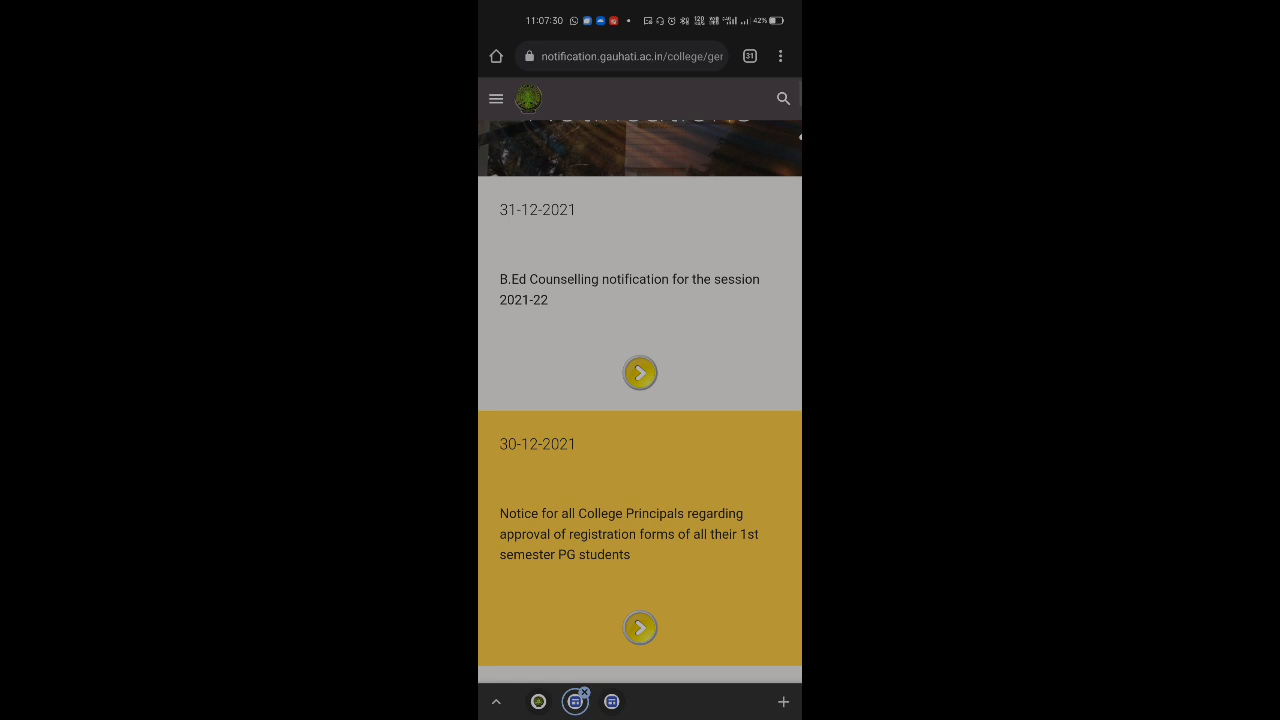 11:07:30
42%
notification.gauhati.ac.in/college/ger
31
31-12-2021
B.Ed Counselling notification for the session
2021-22
30-12-2021
Notice for all College Principals regarding
approval of registration forms of all their 1st
semester PG students